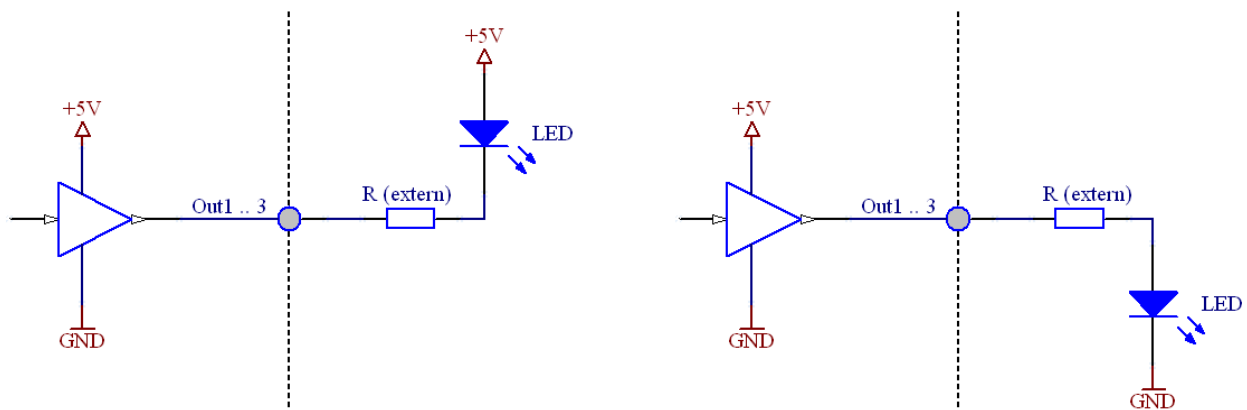 +5V
+5V
LED
R (extern)
Out1 .. 3
GND
+5V
R (extern)
Out1 .. 3
LED
GND
GND